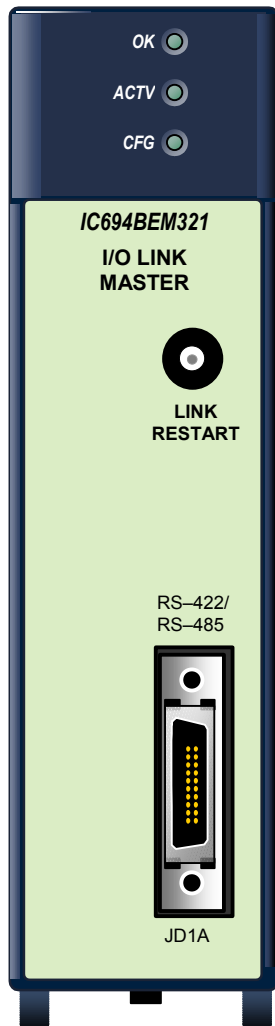 OK
ACTV
CFG
IC694BEM321
I/O LINK
MASTER
LINK
RESTART
RS–422/
RS–485
JD1A